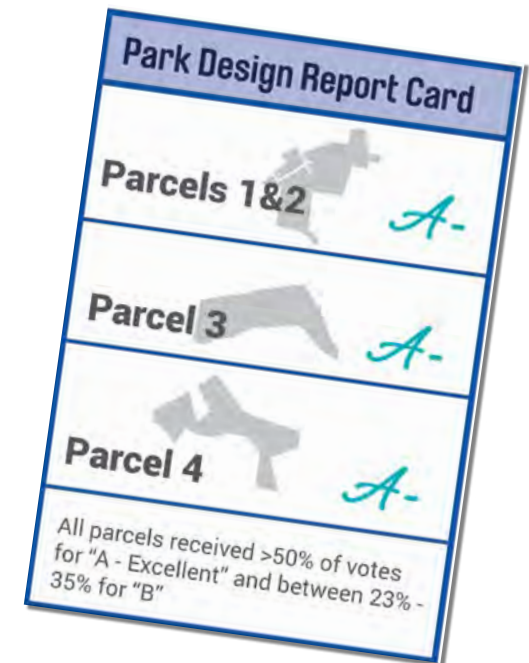 Park Design Report Card
Parcels 1&2
A-
Parcel 3
A-
Parcel 4
A-
All parcels received >50% of votes
for "A - Excellent" and between 23% -
35% for "B"